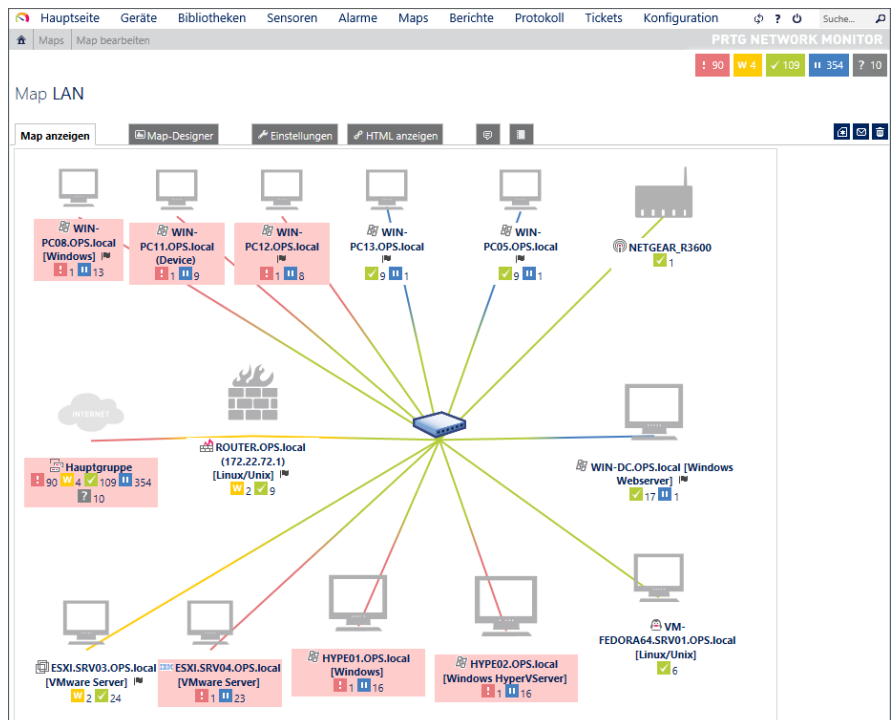 Hauptseite Geräte Bibliotheken Sensoren Alarme Maps Berichte Protokoll Tickets Konfiguration ? Suche...
Maps Map bearbeiten PRTG NETWORK MONITOR
! 90 W 4 109 354 ? 10
Map LAN
Map anzeigen Map-Designer Einstellungen HTML anzeigen
WIN-
PC08.OPS.local
[Windows]
! 1 13
WIN-
PC11.OPS.local
(Device)
! 1 9
WIN-
PC12.OPS.local
! 1 8
WIN-
PC13.OPS.local
9 1
WIN-
PC05.OPS.local
9 1
NETGEAR_R3600
1
INTERNET
Hauptgruppe
! 90 W 4 109 354
? 10
ROUTER.OPS.local
(172.22.72.1)
[Linux/Unix]
W 2 9
WIN-DC.OPS.local [Windows
Webserver]
17 1
ESXI.SRV03.OPS.local
[VMware Server]
W 2 24
IBM ESXI.SRV04.OPS.local
[VMware Server]
! 1 23
HYPE01.OPS.local
[Windows]
! 1 16
HYPE02.OPS.local
[Windows HyperVServer]
! 1 16
VM-
FEDORA64.SRV01.OPS.local
[Linux/Unix]
6